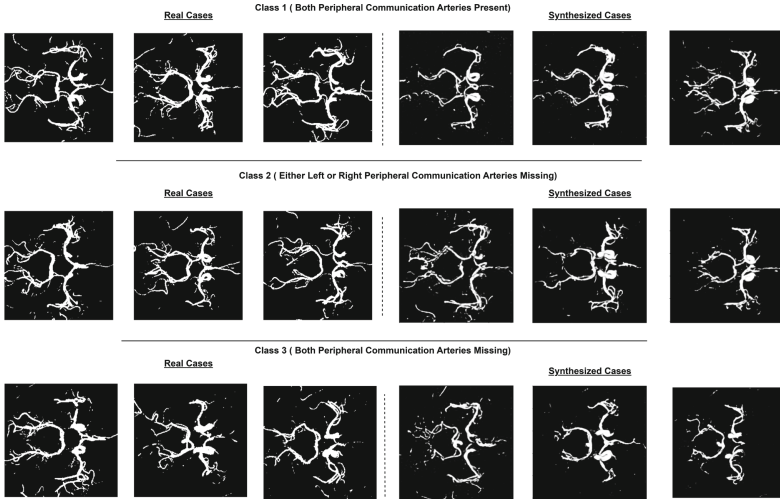 Class 1 ( Both Peripheral Communication Arteries Present)
Real Cases
Synthesized Cases
Class 2 ( Either Left or Right Peripheral Communication Arteries Missing)
Real Cases
Synthesized Cases
Class 3 ( Both Peripheral Communication Arteries Missing)
Real Cases
Synthesized Cases